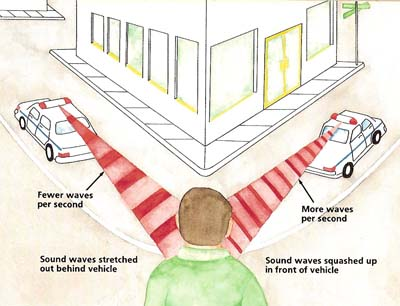 Fewer waves
per second
More waves
per second
Sound waves stretched
out behind vehicle
Sound waves squashed up
in front of vehicle